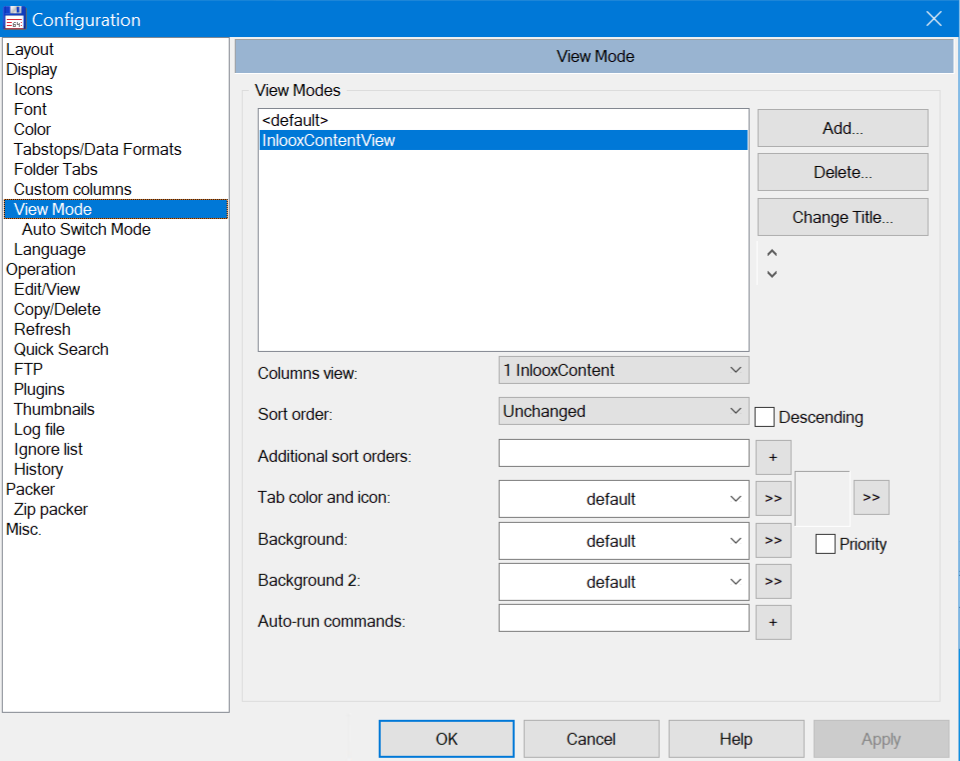 Configuration
Layout
Display
Icons
Font
Color
Tabstops/Data Formats
Folder Tabs
Custom columns
View Mode
Auto Switch Mode
Language
Operation
Edit/View
Copy/Delete
Refresh
Quick Search
FTP
Plugins
Thumbnails
Log file
Ignore list
History
Packer
Zip packer
Misc.
View Mode
View Modes
<default>
InlooxContentView
Add...
Delete...
Change Title...
Columns view: 1 InlooxContent
Sort order: Unchanged Descending
Additional sort orders: +
Tab color and icon: default >> >>
Background: default >> Priority
Background 2: default >>
Auto-run commands: +
OK Cancel Help Apply